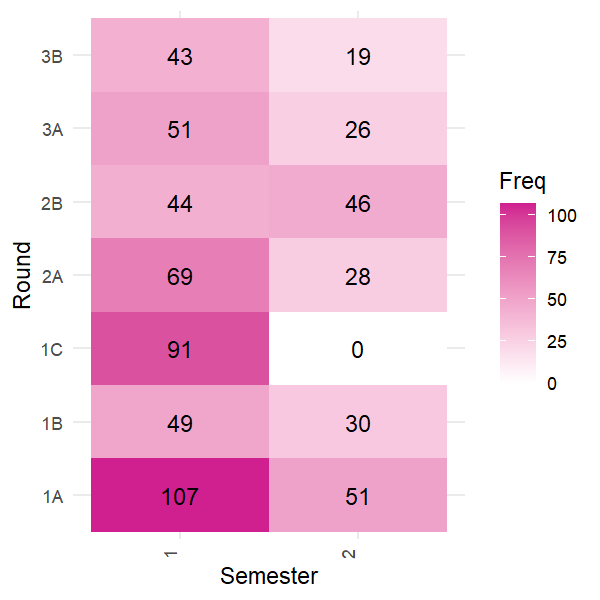 3B 43 19
3A 51 26
2B 44 46
2A 69 28
1C 91 0
1B 49 30
1A 107 51
1 2
Semester
Round
Freq
100
75
50
25
0